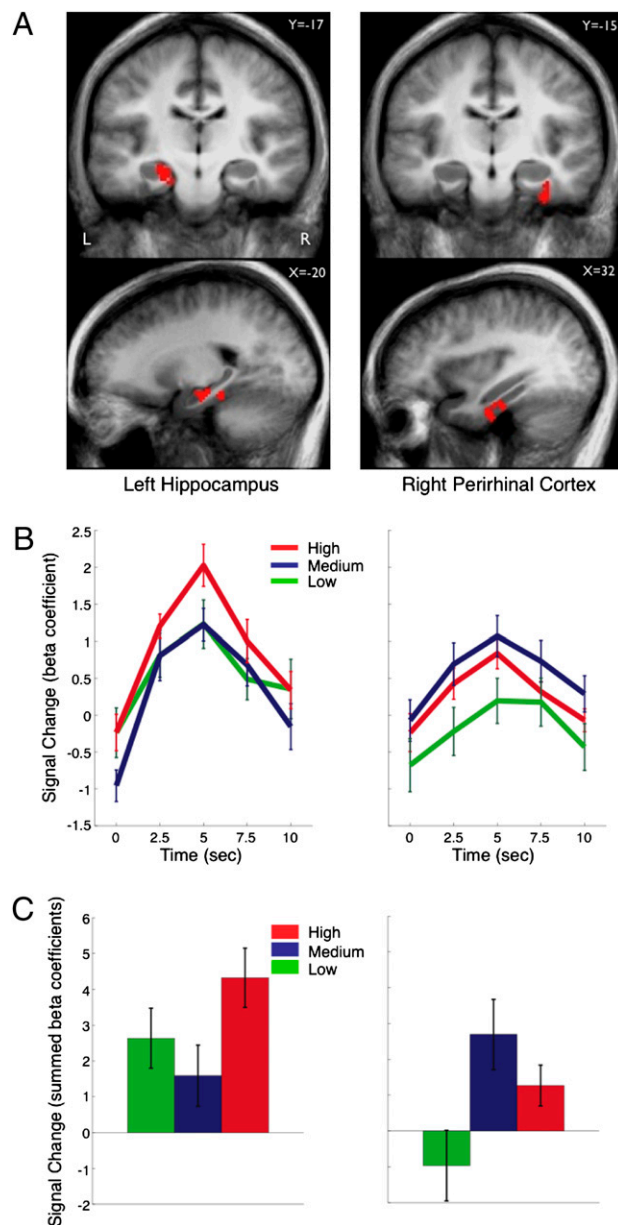 A
Y=-17
Y=-15
L
R
X=-20
X=32
Left Hippocampus
Right Perirhinal Cortex
B
Signal Change (beta coefficient)
2.5
2
1.5
1
0.5
0
-0.5
-1
-1.5
High
Medium
Low
0 2.5 5 7.5 10
Time (sec)
0 2.5 5 7.5 10
Time (sec)
C
Signal Change (summed beta coefficients)
6
5
4
3
2
1
0
-1
-2
High
Medium
Low